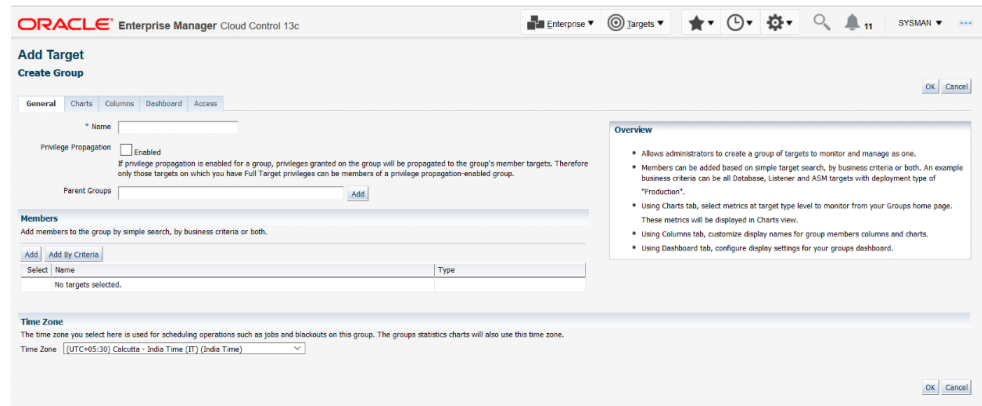 ORACLE Enterprise Manager Cloud Control 13c
Enterprise
Targets
11
SYSMAN
Add Target
Create Group
OK Cancel
General Charts Columns Dashboard Access
* Name
Privilege Propagation Enabled
If privilege propagation is enabled for a group, privileges granted on the group will be propagated to the group's member targets. Therefore
only those targets on which you have Full Target privileges can be members of a privilege propagation-enabled group.
Parent Groups Add
Overview
Allows administrators to create a group of targets to monitor and manage as one.
Members can be added based on simple target search, by business criteria or both. An example
business criteria can be all Database, Listener and ASM targets with deployment type of
"Production".
Using Charts tab, select metrics at target type level to monitor from your Groups home page.
These metrics will be displayed in Charts view.
Using Columns tab, customize display names for group members columns and charts.
Using Dashboard tab, configure display settings for your groups dashboard.
Members
Add members to the group by simple search, by business criteria or both.
Add Add By Criteria
Select Name Type
No targets selected.
Time Zone
The time zone you select here is used for scheduling operations such as jobs and blackouts on this group. The groups statistics charts will also use this time zone.
Time Zone (UTC+05:30) Calcutta - India Time (IT) (India Time)
OK Cancel